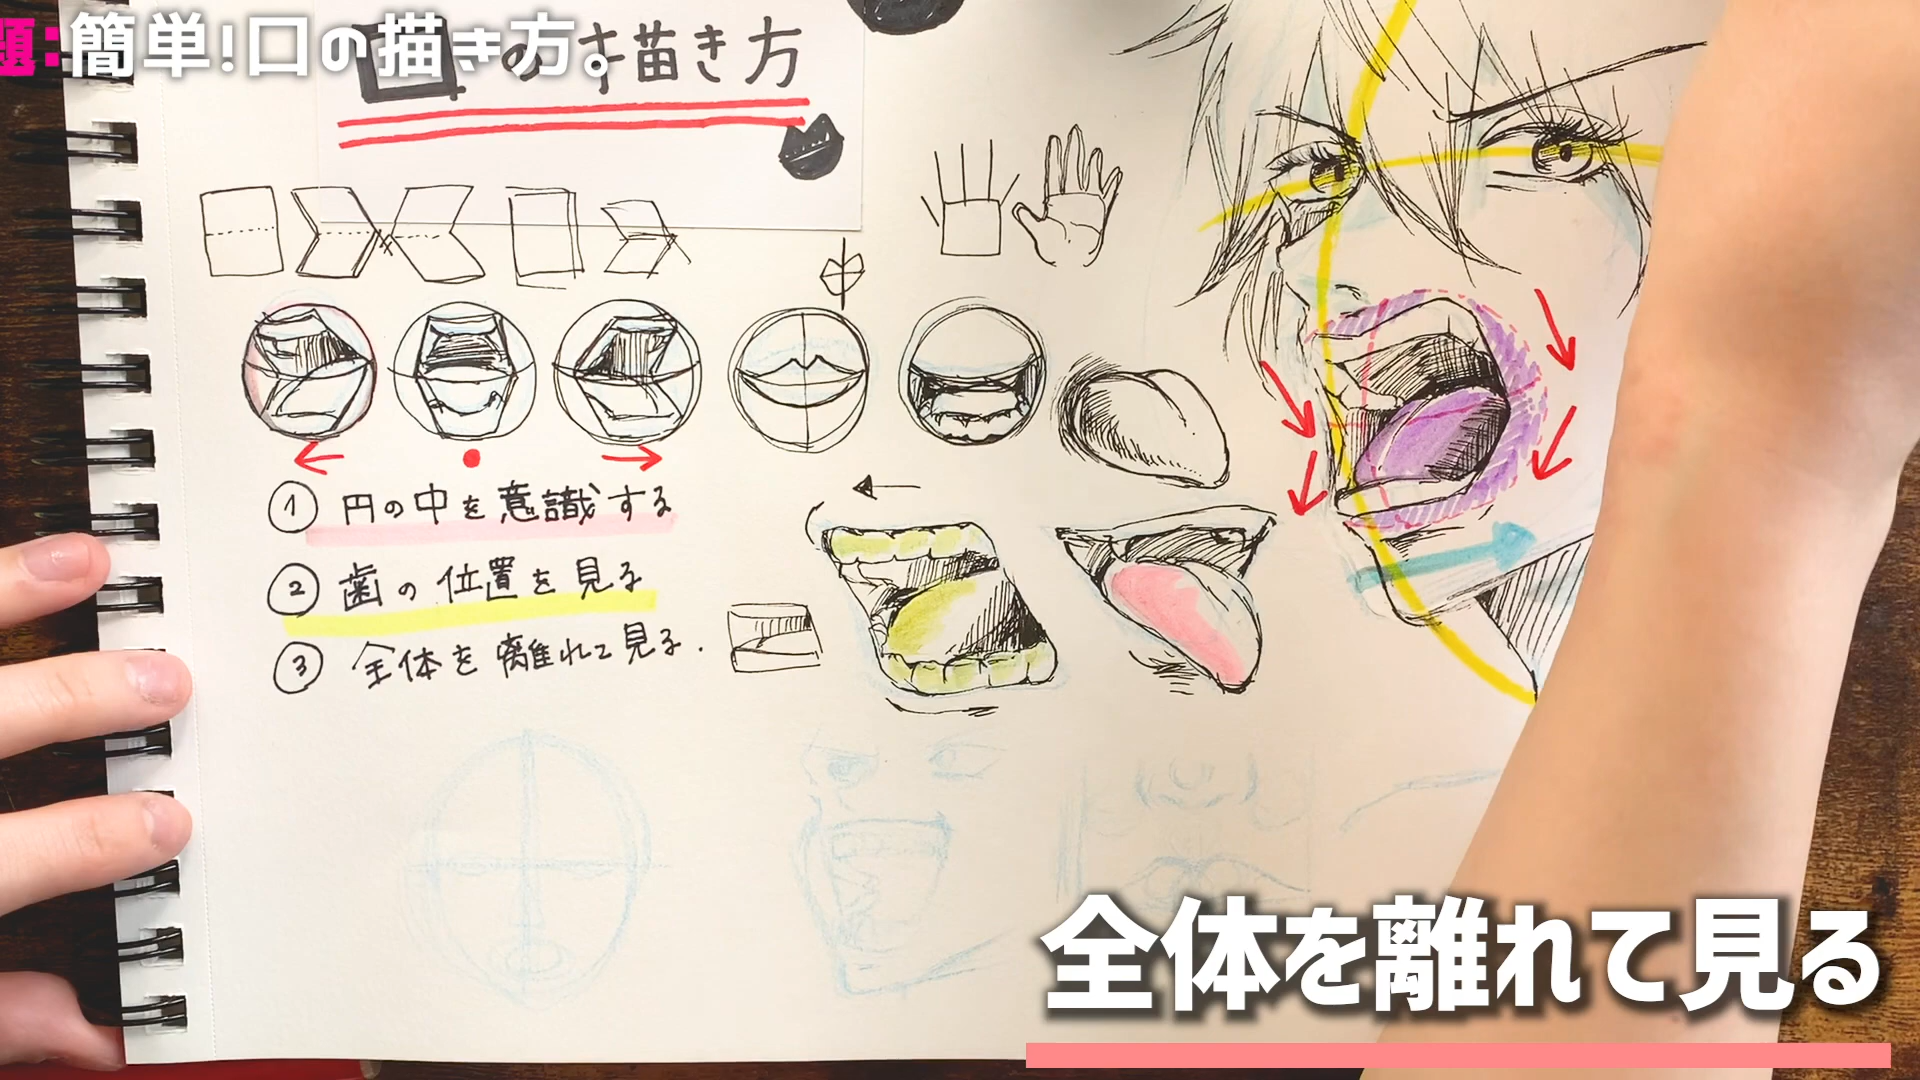 題:簡単!口の描き方。
口の描き方
① 円の中を意識する
② 歯の位置を見る
③ 全体を離れて見る.
全体を離れて見る